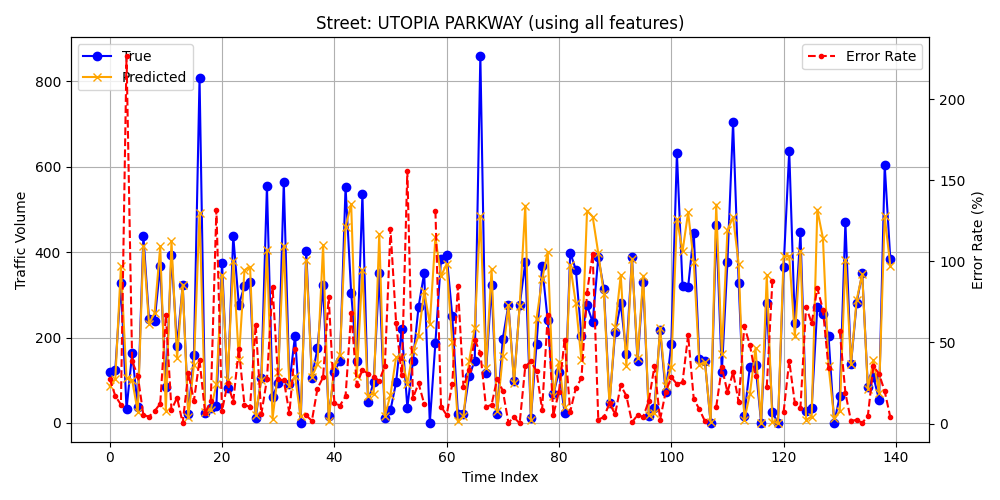 Street: UTOPIA PARKWAY (using all features)
True
Predicted
Error Rate
800
600
400
200
0
Traffic Volume
200
150
100
50
0
Error Rate (%)
0 20 40 60 80 100 120 140
Time Index